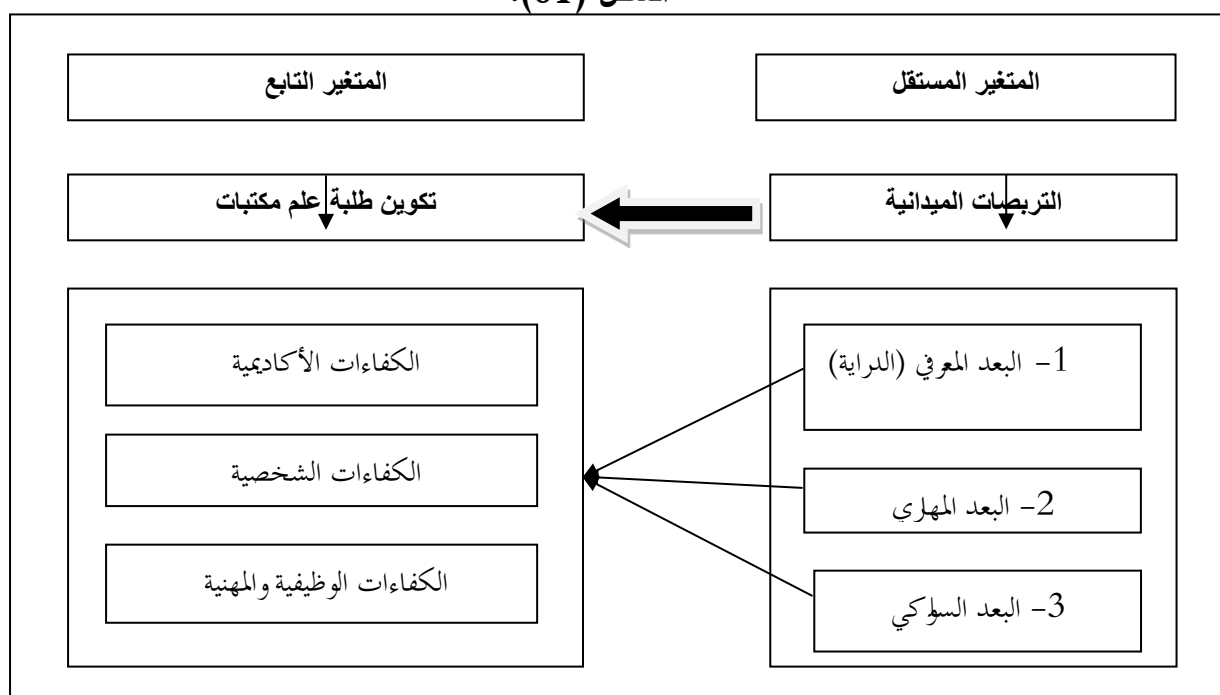 (01).
المتغير المستقل
المتغير التابع
التربصات الميدانية
تكوين طلبة علم مكتبات
1- البعد المعرفي (الدراية)
2- البعد المهاري
3- البعد السلوكي
الكفاءات الأكاديمية
الكفاءات الشخصية
الكفاءات الوظيفية والمهنية